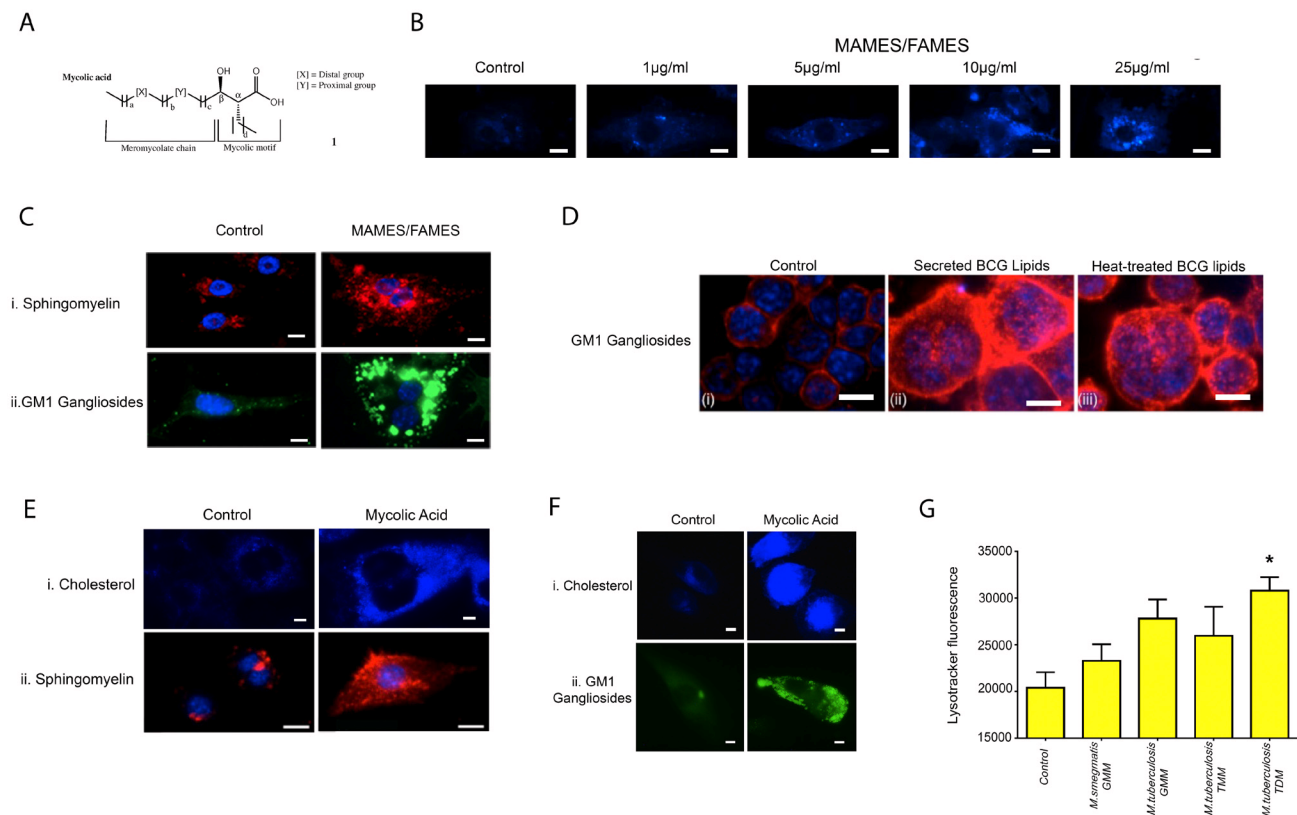 A
Mycolic acid
[X]
[Y]
OH
O
OH
α
β
a
b
c
d
[X] = Distal group
[Y] = Proximal group
Meromycolate chain
Mycolic motif
1
B
MAMES/FAMES
Control
1µg/ml
5µg/ml
10µg/ml
25µg/ml
C
Control
MAMES/FAMES
i. Sphingomyelin
ii.GM1 Gangliosides
D
Control
Secreted BCG Lipids
Heat-treated BCG lipids
GM1 Gangliosides
(i)
(ii)
(iii)
E
Control
Mycolic Acid
i. Cholesterol
ii. Sphingomyelin
F
Control
Mycolic Acid
i. Cholesterol
ii. GM1
Gangliosides
G
Lysotracker fluorescence
35000
30000
25000
20000
15000
*
Control
M.smegmatis
GMM
M.tuberculosis
GMM
M.tuberculosis
TMM
M.tuberculosis
TDM